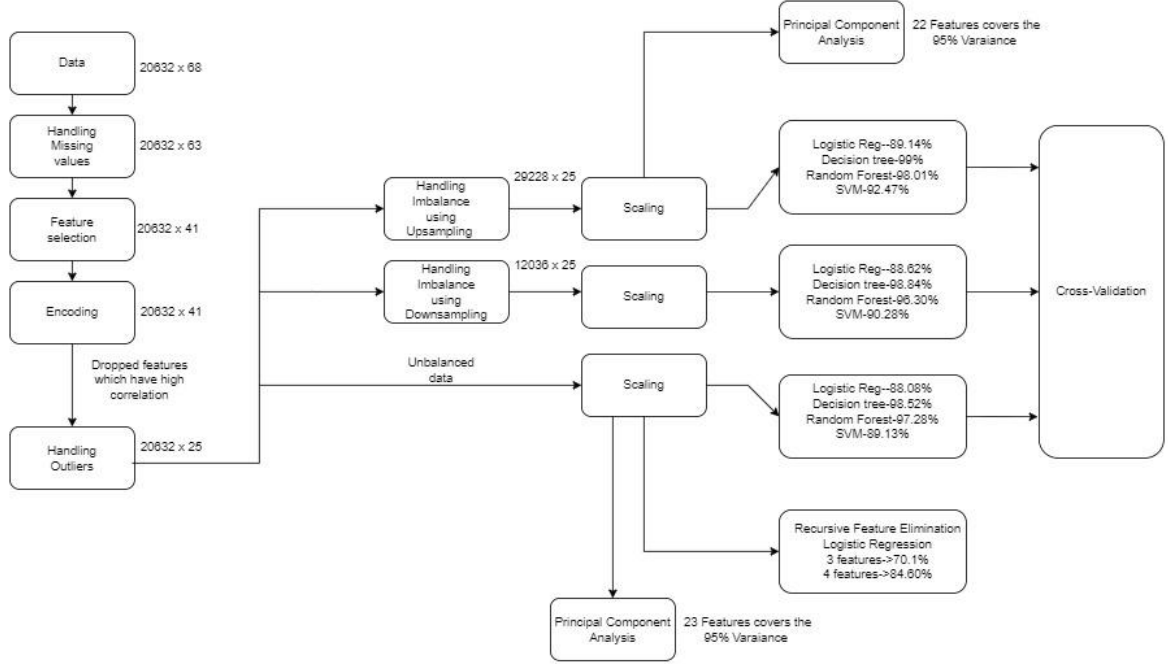 Data
20632 x 68
Handling
Missing
values
20632 x 63
Feature
selection
20632 x 41
Encoding
20632 x 41
Dropped features
which have high
correlation
Handling
Outliers
20632 x 25
Handling
Imbalance
using
Upsampling
29228 x 25
Scaling
Principal Component
Analysis
22 Features covers the
95% Varaiance
Logistic Reg--89.14%
Decision tree-99%
Random Forest-98.01%
SVM-92.47%
Handling
Imbalance
using
Downsampling
12036 x 25
Scaling
Logistic Reg--88.62%
Decision tree-98.84%
Random Forest-96.30%
SVM-90.28%
Unbalanced
data
Scaling
Logistic Reg--88.08%
Decision tree-98.52%
Random Forest-97.28%
SVM-89.13%
Cross-Validation
Recursive Feature Elimination
Logistic Regression
3 features->70.1%
4 features->84.60%
Principal Component
Analysis
23 Features covers the
95% Varaiance